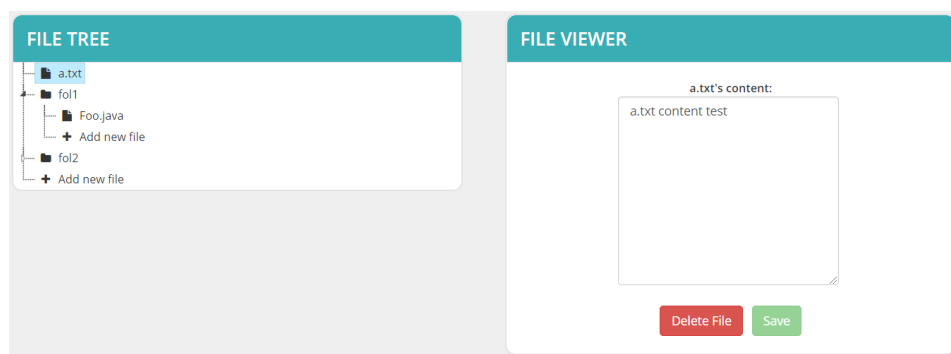 FILE TREE
a.txt
fol1
Foo.java
Add new file
fol2
Add new file
FILE VIEWER
a.txt's content:
a.txt content test
Delete File
Save